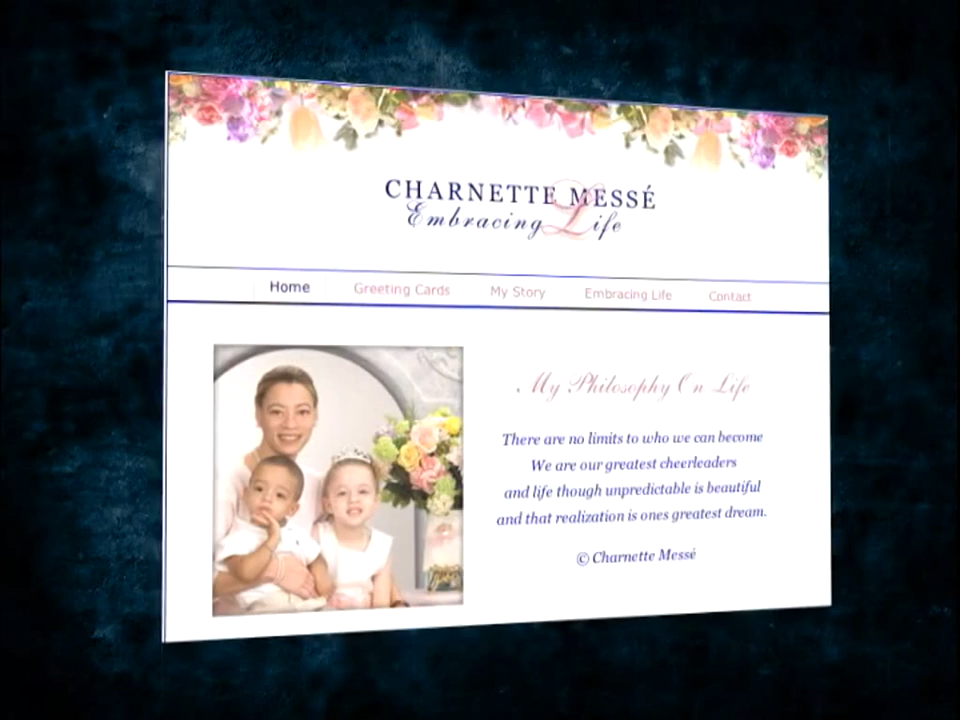 CHARNETTE MESSÉ
Embracing Life
Home Greeting Cards My Story Embracing Life Contact
My Philosophy On Life
There are no limits to who we can become
We are our greatest cheerleaders
and life though unpredictable is beautiful
and that realization is ones greatest dream.
© Charnette Messé